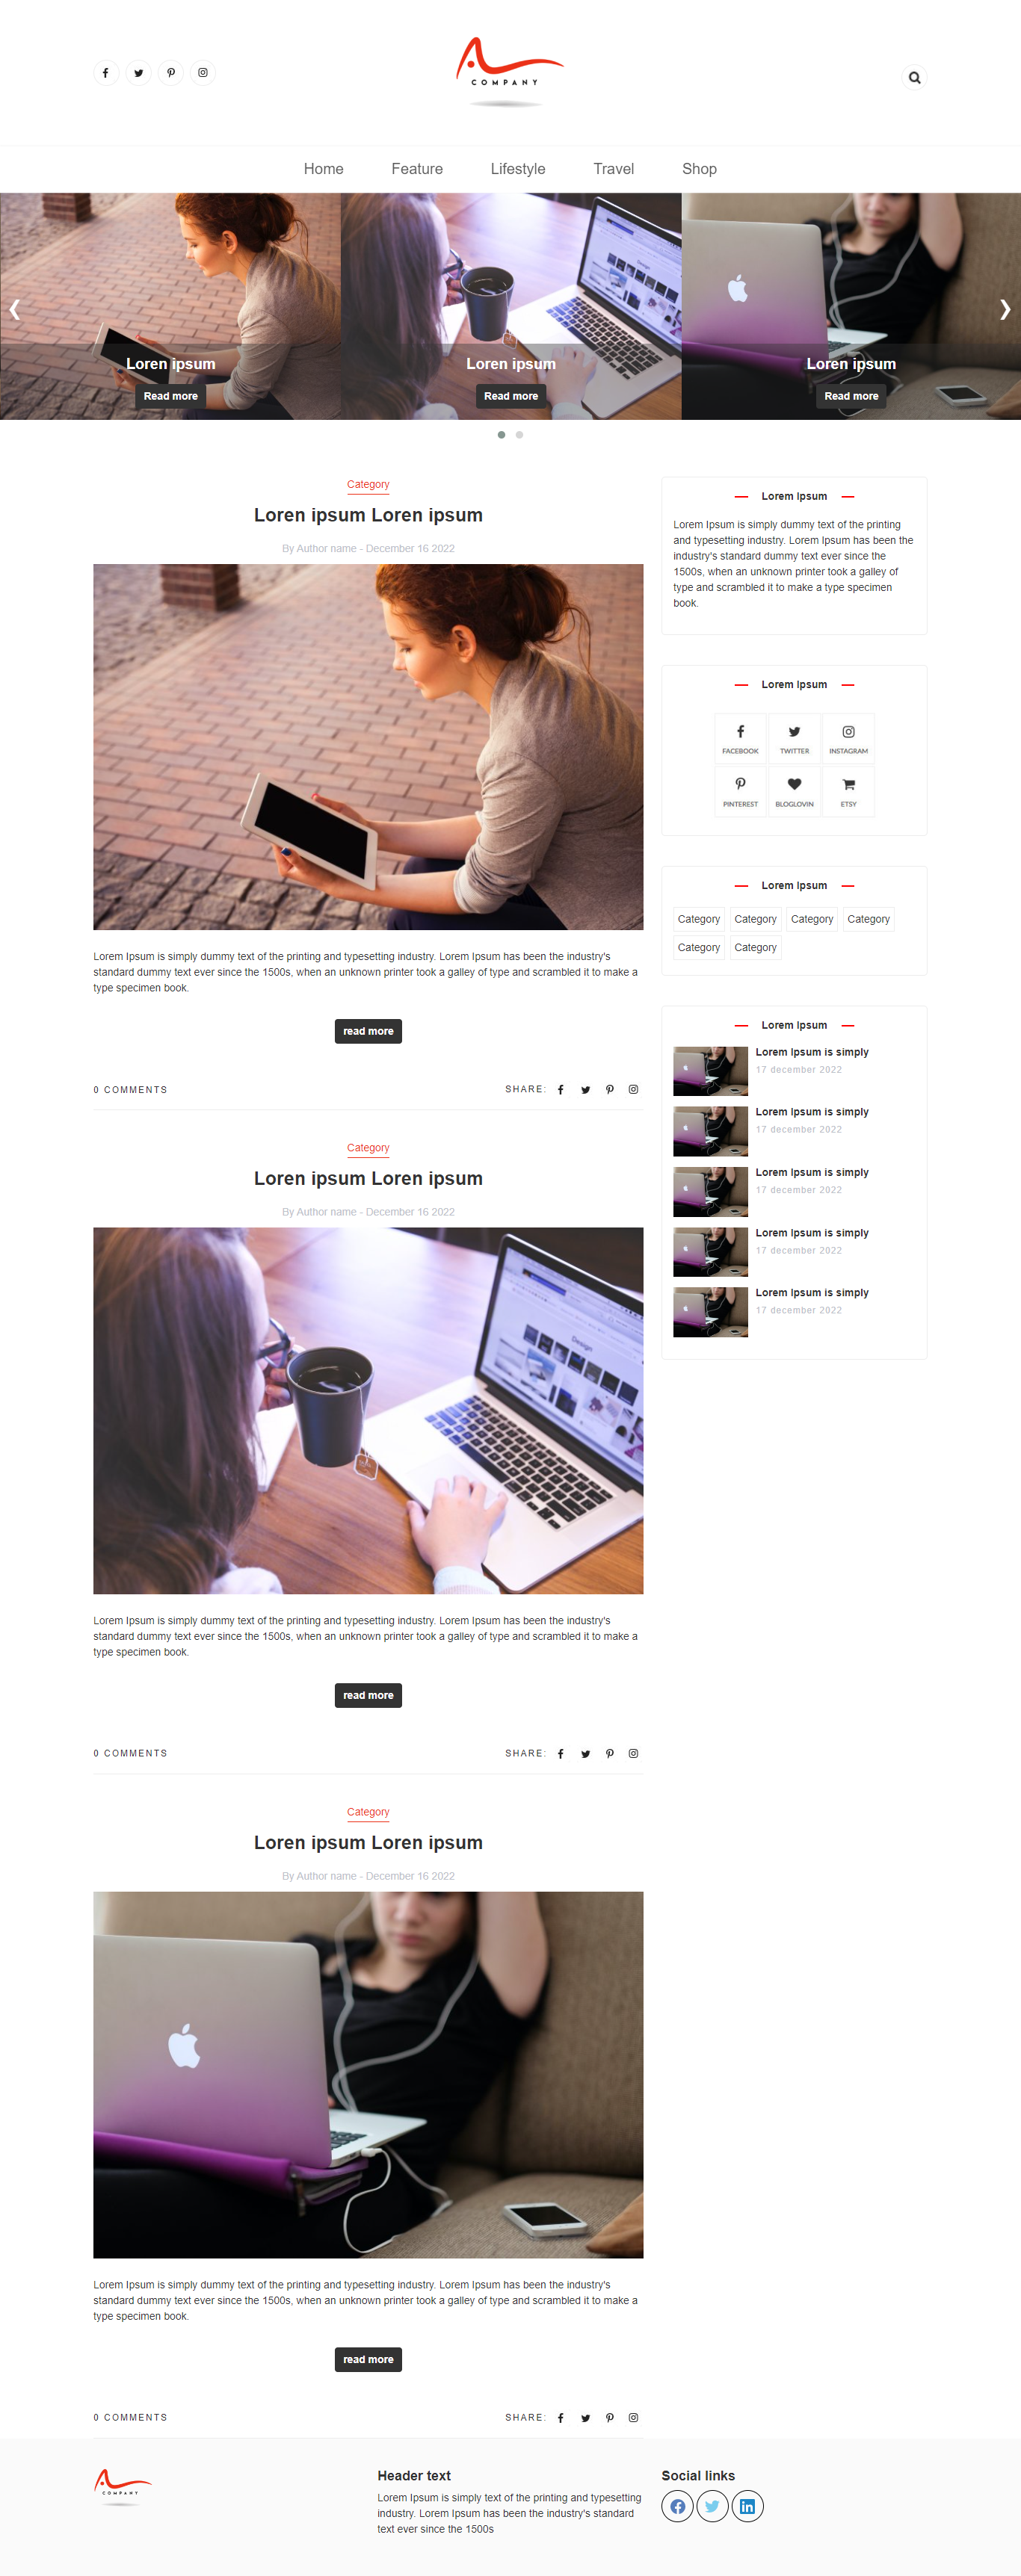 COMPANY
Home Feature Lifestyle Travel Shop
Loren ipsum
Read more
Loren ipsum
Read more
Loren ipsum
Read more
Category
Loren ipsum Loren ipsum
By Author name - December 16 2022
Lorem Ipsum is simply dummy text of the printing and typesetting industry. Lorem Ipsum has been the industry's
standard dummy text ever since the 1500s, when an unknown printer took a galley of type and scrambled it to make a
type specimen book.
read more
0 COMMENTS
SHARE:
Category
Loren ipsum Loren ipsum
By Author name - December 16 2022
Design
Lorem Ipsum is simply dummy text of the printing and typesetting industry. Lorem Ipsum has been the industry's
standard dummy text ever since the 1500s, when an unknown printer took a galley of type and scrambled it to make a
type specimen book.
read more
0 COMMENTS
SHARE:
Category
Loren ipsum Loren ipsum
By Author name - December 16 2022
Lorem Ipsum is simply dummy text of the printing and typesetting industry. Lorem Ipsum has been the industry's
standard dummy text ever since the 1500s, when an unknown printer took a galley of type and scrambled it to make a
type specimen book.
read more
0 COMMENTS
SHARE:
Lorem Ipsum
Lorem Ipsum is simply dummy text of the printing
and typesetting industry. Lorem Ipsum has been the
industry's standard dummy text ever since the
1500s, when an unknown printer took a galley of
type and scrambled it to make a type specimen
book.
Lorem Ipsum
FACEBOOK TWITTER INSTAGRAM
PINTEREST BLOGLOVIN ETSY
Lorem Ipsum
Category Category Category Category
Category Category
Lorem Ipsum
Lorem Ipsum is simply
17 december 2022
Lorem Ipsum is simply
17 december 2022
Lorem Ipsum is simply
17 december 2022
Lorem Ipsum is simply
17 december 2022
Lorem Ipsum is simply
17 december 2022
COMPANY
Header text
Lorem Ipsum is simply text of the printing and typesetting
industry. Lorem Ipsum has been the industry's standard
text ever since the 1500s
Social links